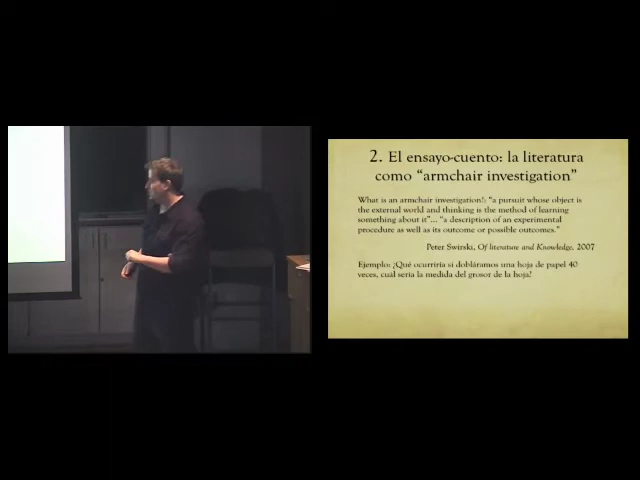 2. El ensayo-cuento: la literatura
como “armchair investigation”
What is an armchair investigation?: “a pursuit whose object is
the external world and thinking is the method of learning
something about it”... “a description of an experimental
procedure as well as its outcome or possible outcomes.”
Peter Swirski, Of literature and Knowledge, 2007
Ejemplo: ¿Qué ocurriría si dobláramos una hoja de papel 40
veces, cuál sería la medida del grosor de la hoja?